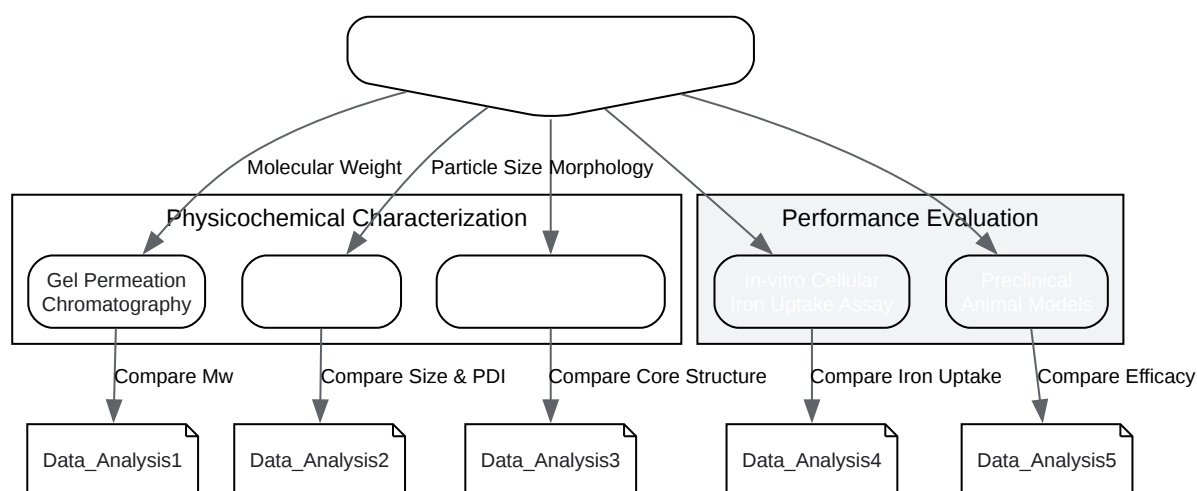 Molecular Weight
Particle Size
Morphology
Physicochemical Characterization
Performance Evaluation
Gel Permeation
Chromatography
In-vitro Cellular
Iron Uptake Assay
Preclinical
Animal Models
Compare Mw
Compare Size & PDI
Compare Core Structure
Compare Iron Uptake
Compare Efficacy
Data_Analysis1
Data_Analysis2
Data_Analysis3
Data_Analysis4
Data_Analysis5